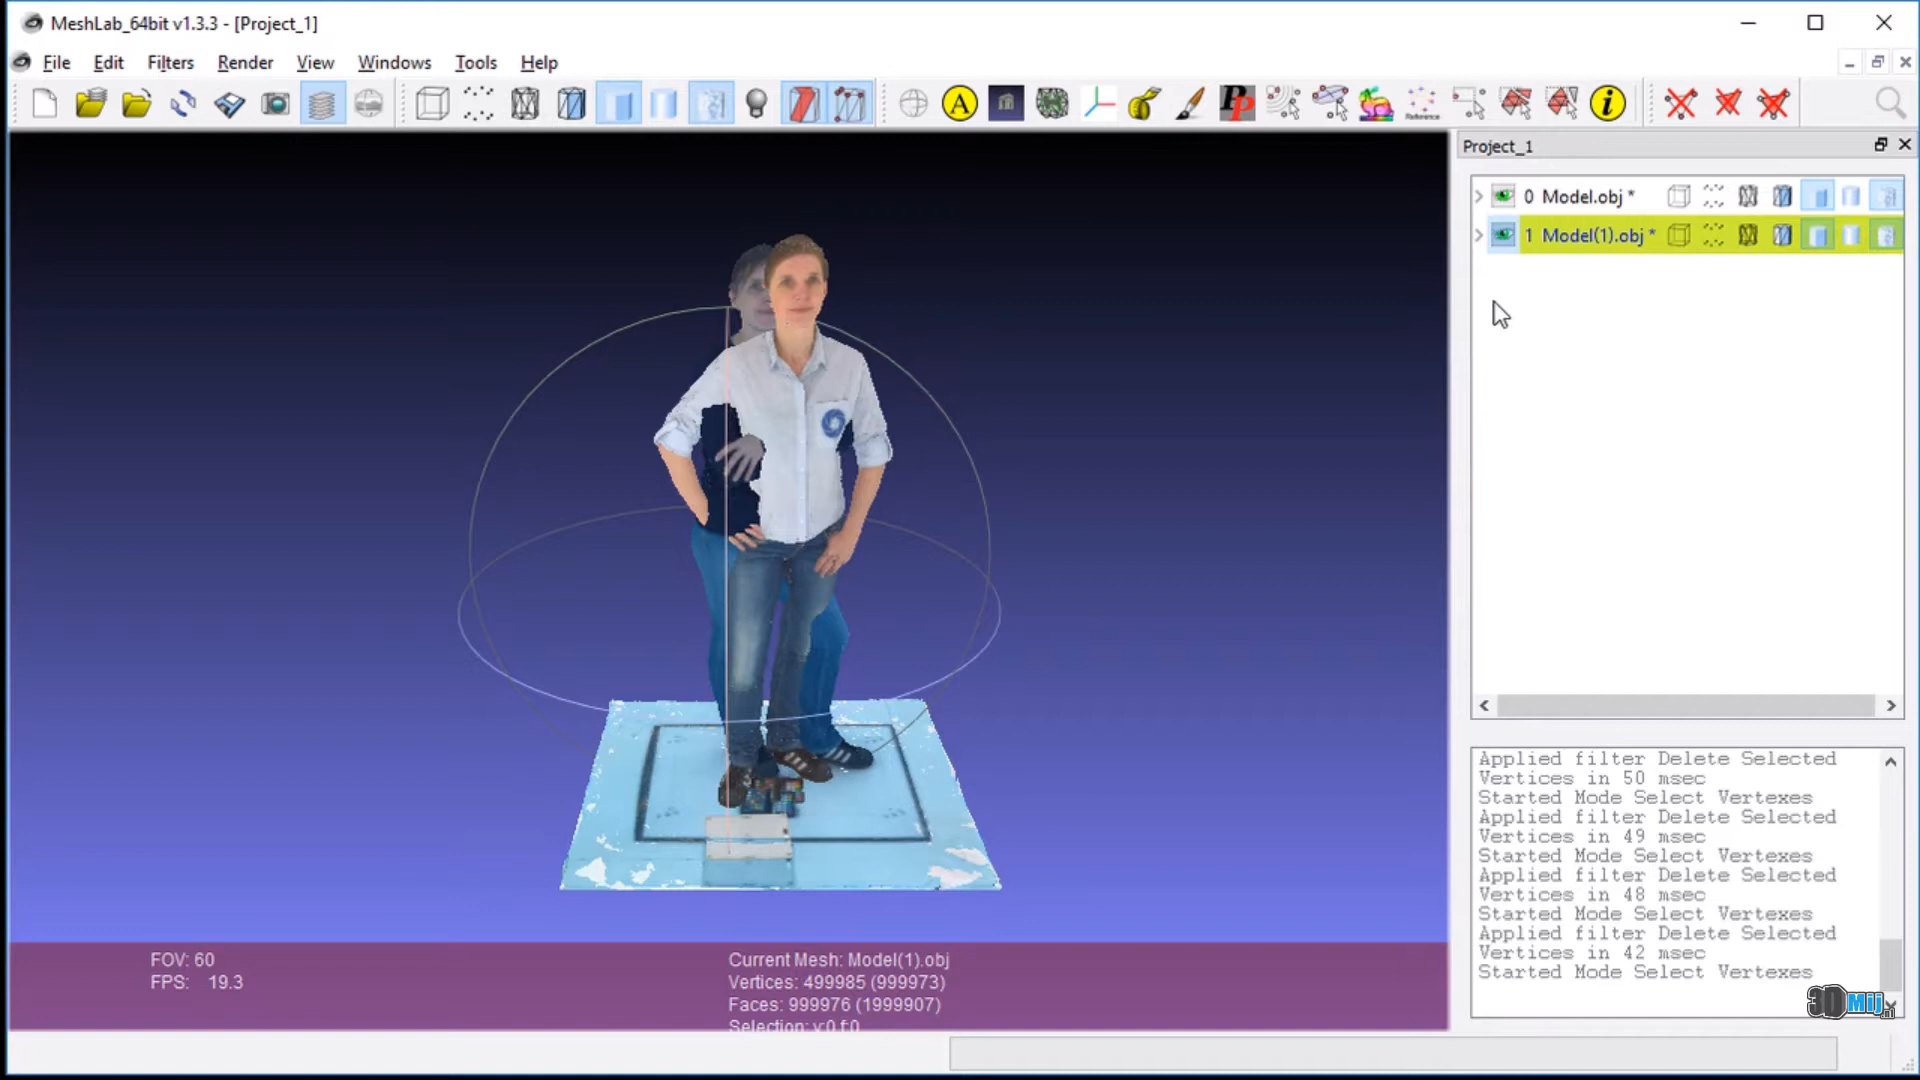 MeshLab_64bit v1.3.3 - [Project_1]
File Edit Filters Render View Windows Tools Help
A
Pp
Reference
i
Project_1
0 Model.obj *
1 Model(1).obj *
Applied filter Delete Selected
Vertices in 50 msec
Started Mode Select Vertexes
Applied filter Delete Selected
Vertices in 49 msec
Started Mode Select Vertexes
Applied filter Delete Selected
Vertices in 48 msec
Started Mode Select Vertexes
Applied filter Delete Selected
Vertices in 42 msec
Started Mode Select Vertexes
FOV: 60
FPS: 19.3
Current Mesh: Model(1).obj
Vertices: 499985 (999973)
Faces: 999976 (1999907)
Selection: v:0 f:0
3DMij.nl